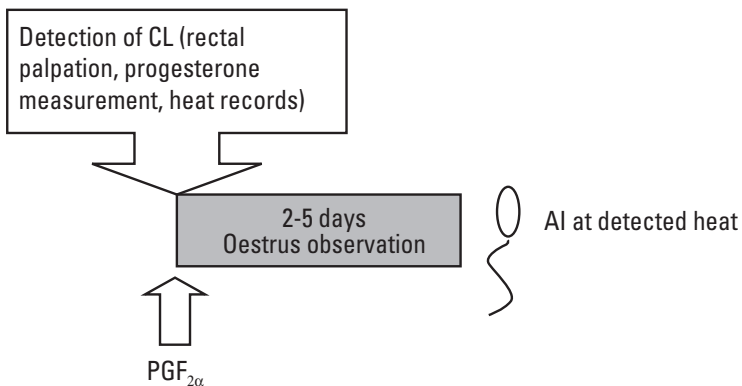 Detection of CL (rectal
palpation, progesterone
measurement, heat records)
2-5 days
Oestrus observation
AI at detected heat
PGF2α